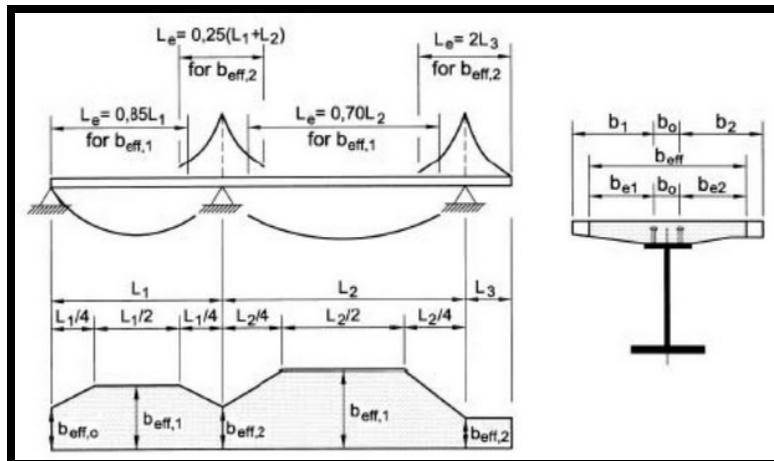 Le= 0,25(L1+L2)
for beff,2
Le= 2L3
for beff,2
Le= 0,85L1
for beff,1
Le= 0,70L2
for beff,1
b1 bo b2
beff
be1 bo be2
L1 L2 L3
L1/4 L1/2 L1/4 L2/4 L2/2 L2/4
beff,o
beff,1
beff,2
beff,1
beff,2